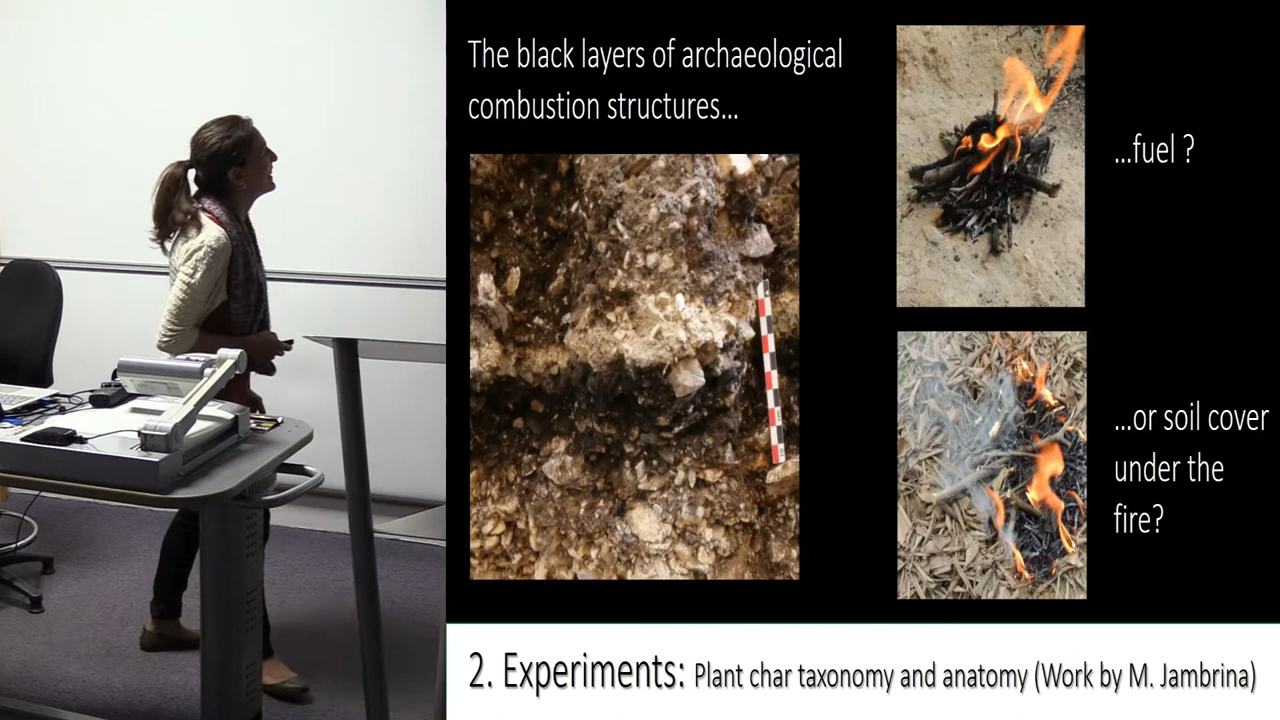 The black layers of archaeological
combustion structures...
...fuel ?
...or soil cover
under the
fire?
2. Experiments: Plant char taxonomy and anatomy (Work by M. Jambrina)